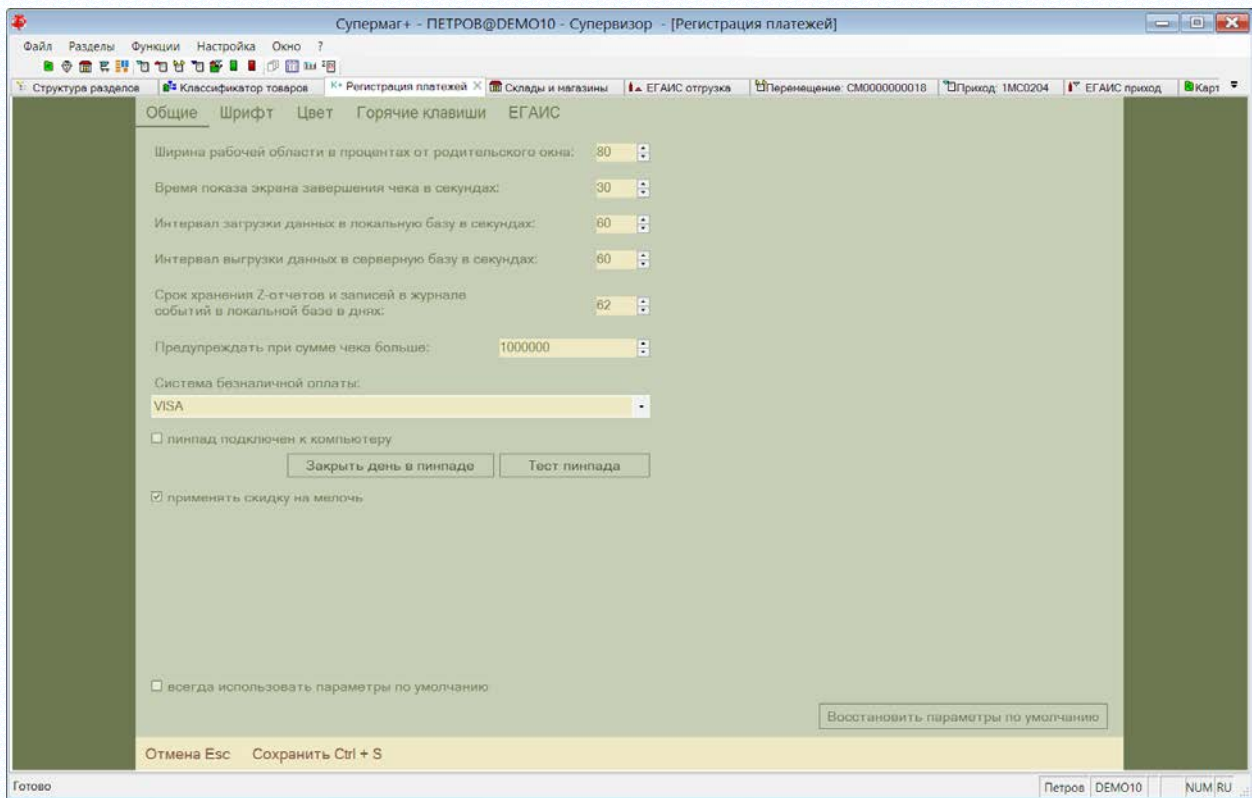 Супермаг+ - ПЕТРОВ@DEMO10 - Супервизор - [Регистрация платежей]
Файл Разделы Функции Настройка Окно ?
Структура разделов Классификатор товаров К+ Регистрация платежей Склады и магазины ЕГАИС отгрузка Перемещение: СМ0000000018 Приход: 1МС0204 ЕГАИС приход Карт
Общие Шрифт Цвет Горячие клавиши ЕГАИС
Ширина рабочей области в процентах от родительского окна: 80
Время показа экрана завершения чека в секундах: 30
Интервал загрузки данных в локальную базу в секундах: 60
Интервал выгрузки данных в серверную базу в секундах: 60
Срок хранения Z-отчетов и записей в журнале
событий в локальной базе в днях: 62
Предупреждать при сумме чека больше: 1000000
Система безналичной оплаты:
VISA
пинпад подключен к компьютеру
Закрыть день в пинпаде Тест пинпада
применять скидку на мелочь
всегда использовать параметры по умолчанию
Восстановить параметры по умолчанию
Отмена Esc Сохранить Ctrl + S
Готово Петров DEMO10 NUM RU